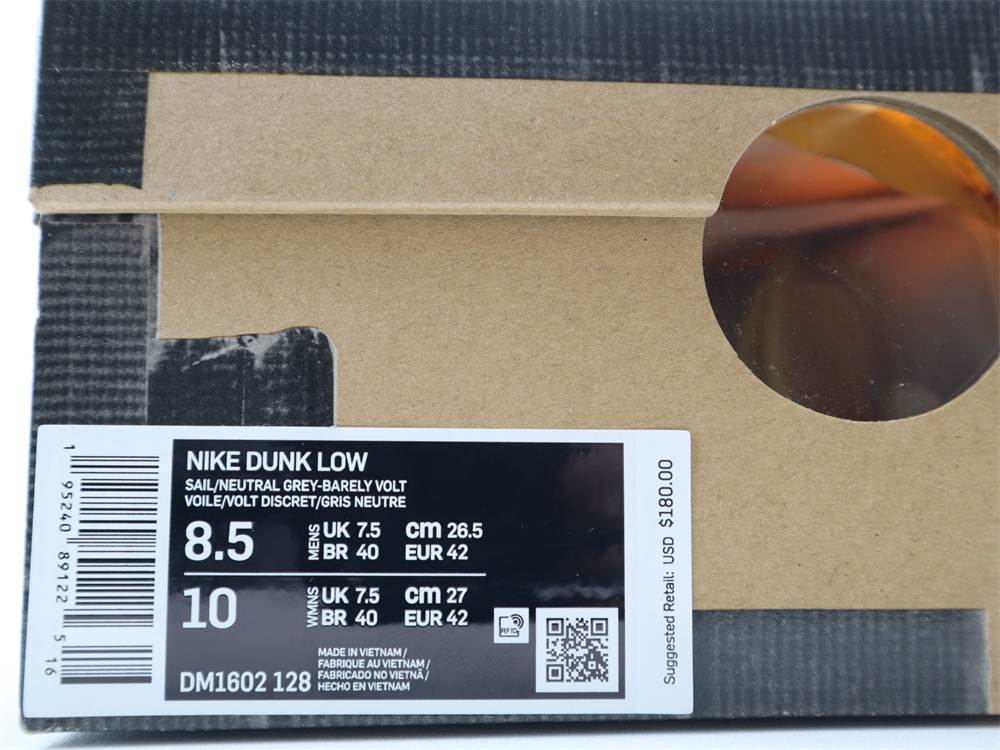 1 95240 89122 5 16
NIKE DUNK LOW
SAIL/NEUTRAL GREY-BARELY VOLT
VOILE/VOLT DISCRET/GRIS NEUTRE
8.5 MENS UK 7.5 cm 26.5
BR 40 EUR 42
10 WMNS UK 7.5 cm 27
BR 40 EUR 42
RFID
MADE IN VIETNAM /
FABRIQUE AU VIETNAM /
FABRICADO NO VIETNÃ /
HECHO EN VIETNAM
DM1602 128
Suggested Retail: USD $180.00